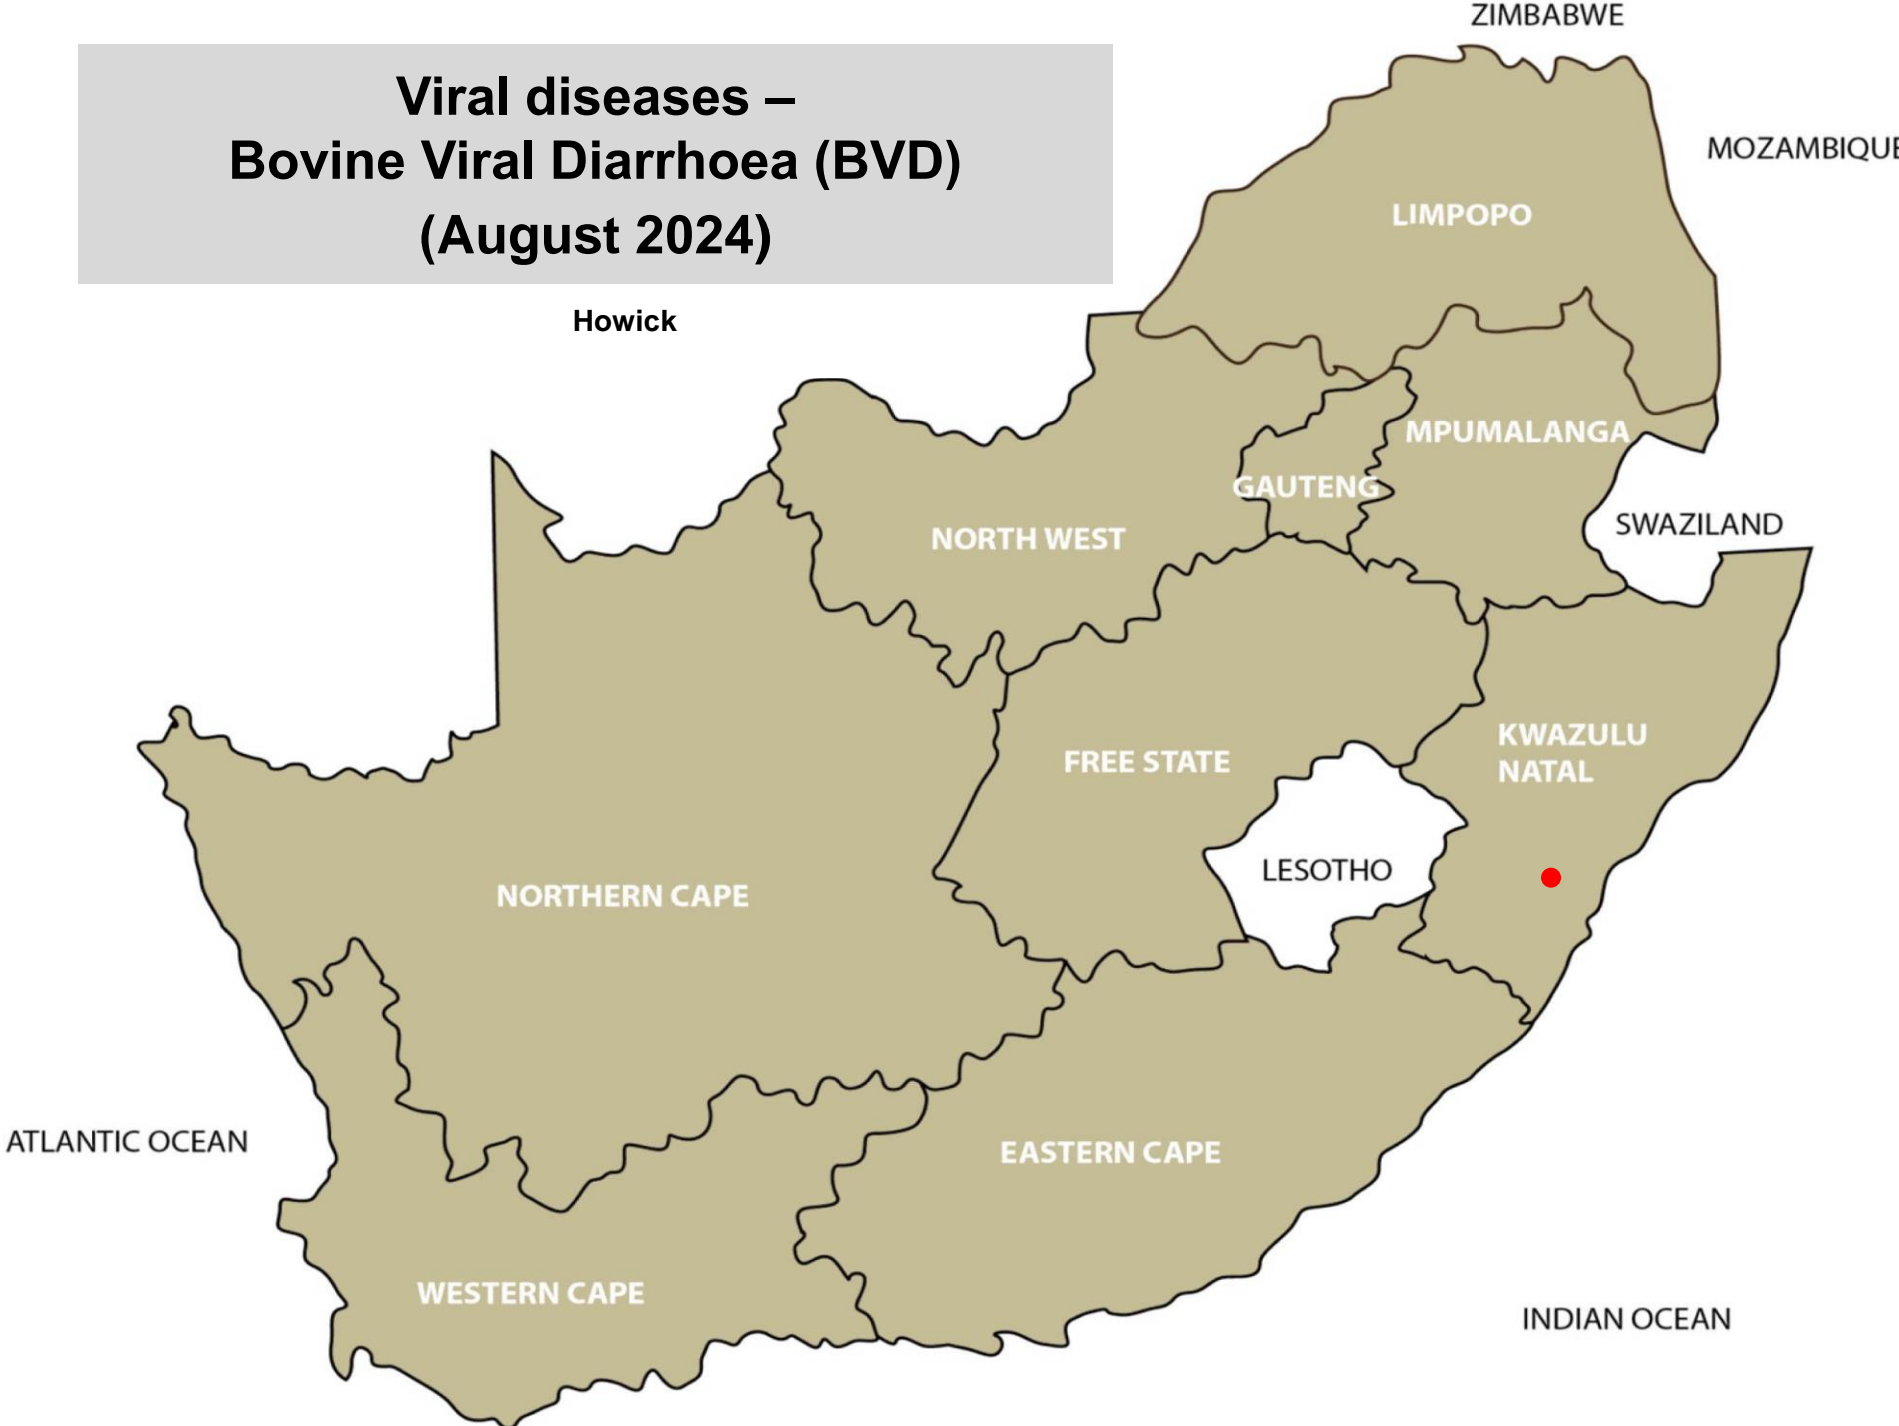 ZIMBABWE
Viral diseases –
Bovine Viral Diarrhoea (BVD)
(August 2024)
MOZAMBIQUE
LIMPOPO
Howick
MPUMALANGA
GAUTENG
NORTH WEST
SWAZILAND
KWAZULU
NATAL
FREE STATE
LESOTHO
NORTHERN CAPE
ATLANTIC OCEAN
EASTERN CAPE
WESTERN CAPE
INDIAN OCEAN